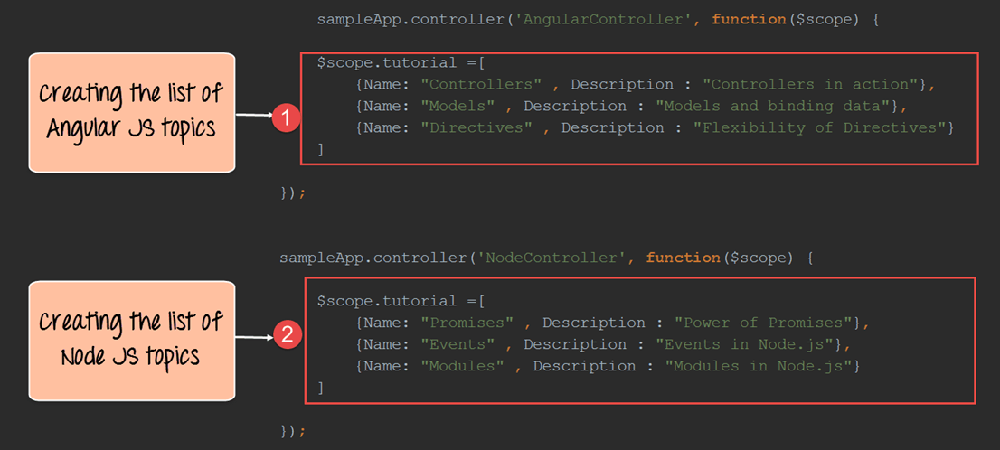 sampleApp.controller('AngularController', function($scope) {
Creating the list of
Angular JS topics
1
$scope.tutorial =[
{Name: "Controllers" , Description : "Controllers in action"},
{Name: "Models" , Description : "Models and binding data"},
{Name: "Directives" , Description : "Flexibility of Directives"}
]
});
sampleApp.controller('NodeController', function($scope) {
Creating the list of
Node JS topics
2
$scope.tutorial =[
{Name: "Promises" , Description : "Power of Promises"},
{Name: "Events" , Description : "Events in Node.js"},
{Name: "Modules" , Description : "Modules in Node.js"}
]
});